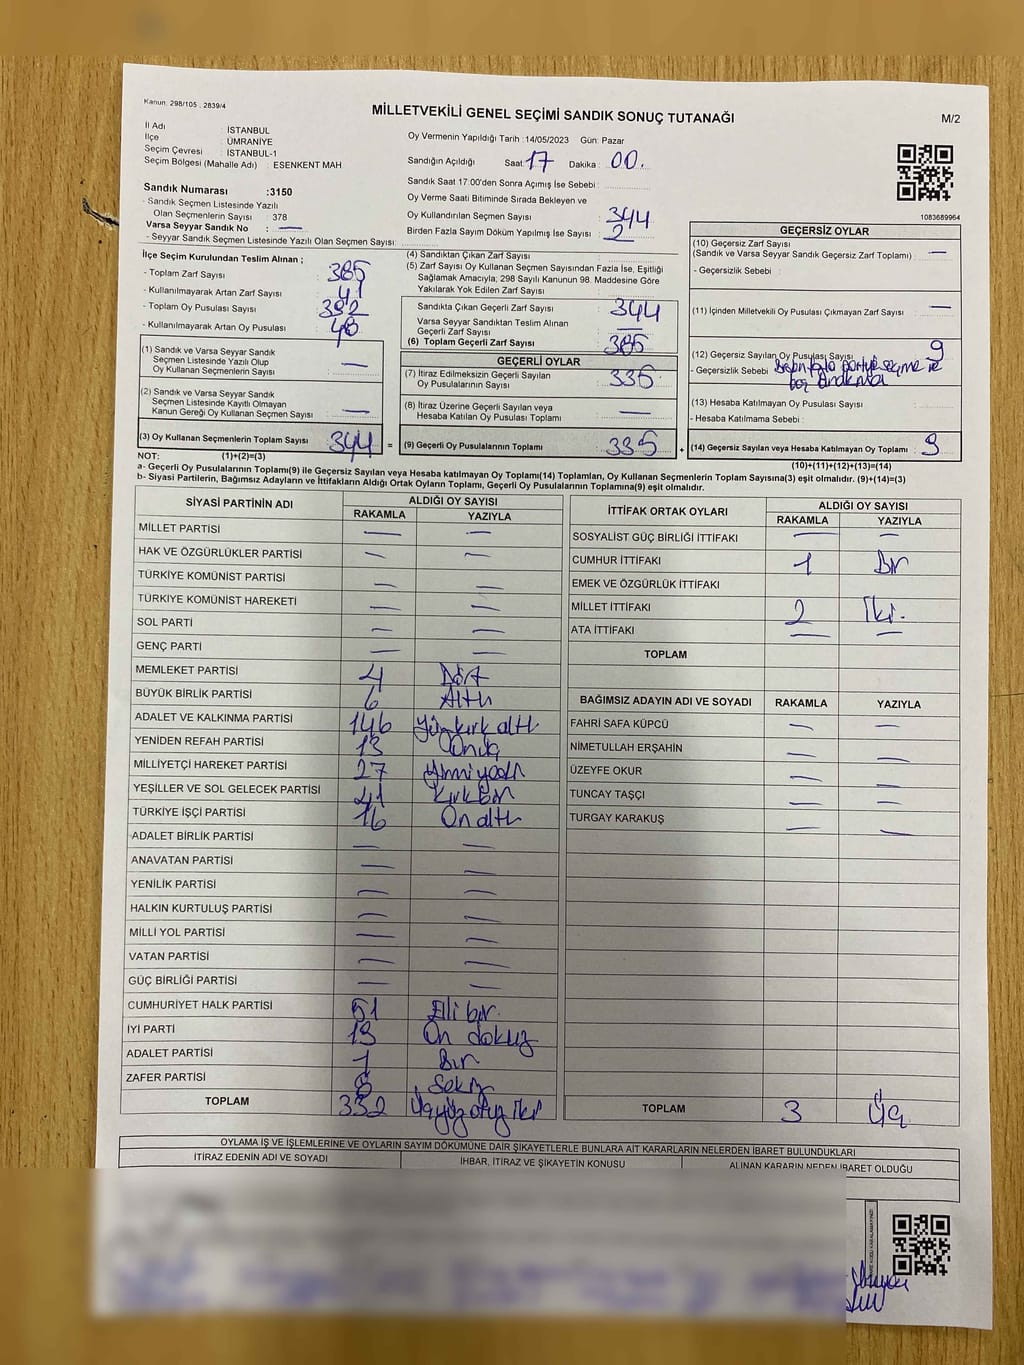 Kanun: 298/105 , 2839/4
MİLLETVEKİLİ GENEL SEÇİMİ SANDIK SONUÇ TUTANAĞI
M/2
İl Adı : İSTANBUL
İlçe : ÜMRANİYE
Seçim Çevresi : İSTANBUL-1
Seçim Bölgesi (Mahalle Adı) : ESENKENT MAH
Sandık Numarası :3150
- Sandık Seçmen Listesinde Yazılı
Olan Seçmenlerin Sayısı : 378
Varsa Seyyar Sandık No : —
- Seyyar Sandık Seçmen Listesinde Yazılı Olan Seçmen Sayısı:
Oy Vermenin Yapıldığı Tarih :14/05/2023 Gün: Pazar
Sandığın Açıldığı Saat: 17 Dakika : 00.
Sandık Saat 17:00'den Sonra Açımış İse Sebebi :
Oy Verme Saati Bitiminde Sırada Bekleyen ve
Oy Kullandırılan Seçmen Sayısı : 344
Birden Fazla Sayım Döküm Yapılmış İse Sayısı : 2
1083689964
İlçe Seçim Kurulundan Teslim Alınan ;
- Toplam Zarf Sayısı : 385
- Kullanılmayarak Artan Zarf Sayısı : 41
- Toplam Oy Pusulası Sayısı : 392
- Kullanılmayarak Artan Oy Pusulası : 48
(1) Sandık ve Varsa Seyyar Sandık
Seçmen Listesinde Yazılı Olup
Oy Kullanan Seçmenlerin Sayısı : —
(2) Sandık ve Varsa Seyyar Sandık
Seçmen Listesinde Kayıtlı Olmayan
Kanun Gereği Oy Kullanan Seçmen Sayısı : —
(3) Oy Kullanan Seçmenlerin Toplam Sayısı : 344 =
(4) Sandıktan Çıkan Zarf Sayısı :
(5) Zarf Sayısı Oy Kullanan Seçmen Sayısından Fazla İse, Eşitliği
Sağlamak Amacıyla; 298 Sayılı Kanunun 98. Maddesine Göre
Yakılarak Yok Edilen Zarf Sayısı :
Sandıkta Çıkan Geçerli Zarf Sayısı : 344
Varsa Seyyar Sandıktan Teslim Alınan
Geçerli Zarf Sayısı : —
(6) Toplam Geçerli Zarf Sayısı : 385
GEÇERLİ OYLAR
(7) İtiraz Edilmeksizin Geçerli Sayılan
Oy Pusulalarının Sayısı : 335
(8) İtiraz Üzerine Geçerli Sayılan veya
Hesaba Katılan Oy Pusulası Toplamı : —
(9) Geçerli Oy Pusulalarının Toplamı : 335 +
GEÇERSİZ OYLAR
(10) Geçersiz Zarf Sayısı
(Sandık ve Varsa Seyyar Sandık Geçersiz Zarf Toplamı) : —
- Geçersizlik Sebebi :
(11) İçinden Milletvekili Oy Pusulası Çıkmayan Zarf Sayısı : —
(12) Geçersiz Sayılan Oy Pusulası Sayısı : 9
- Geçersizlik Sebebi : Birden fazla partiye seçme ve
boş bırakması
(13) Hesaba Katılmayan Oy Pusulası Sayısı :
- Hesaba Katılmama Sebebi :
(14) Geçersiz Sayılan veya Hesaba Katılmayan Oy Toplamı : 9
NOT: (1)+(2)=(3)
(10)+(11)+(12)+(13)=(14)
a- Geçerli Oy Pusulalarının Toplamı(9) ile Geçersiz Sayılan veya Hesaba katılmayan Oy Toplamı(14) Toplamları, Oy Kullanan Seçmenlerin Toplam Sayısına(3) eşit olmalıdır. (9)+(14)=(3)
b- Siyasi Partilerin, Bağımsız Adayların ve İttifakların Aldığı Ortak Oyların Toplamı, Geçerli Oy Pusulalarının Toplamına(9) eşit olmalıdır.
SİYASİ PARTİNİN ADI ALDIĞI OY SAYISI
RAKAMLA YAZIYLA
MİLLET PARTİSİ — —
HAK VE ÖZGÜRLÜKLER PARTİSİ — —
TÜRKİYE KOMÜNİST PARTİSİ — —
TÜRKİYE KOMÜNİST HAREKETİ — —
SOL PARTİ — —
GENÇ PARTİ — —
MEMLEKET PARTİSİ 4 Dört
BÜYÜK BİRLİK PARTİSİ 6 Altı
ADALET VE KALKINMA PARTİSİ 146 Yüz kırk altı
YENİDEN REFAH PARTİSİ 13 Onüç
MİLLİYETÇİ HAREKET PARTİSİ 27 Yirmi yedi
YEŞİLLER VE SOL GELECEK PARTİSİ 41 Kırk Bir
TÜRKİYE İŞÇİ PARTİSİ 16 On altı
ADALET BİRLİK PARTİSİ — —
ANAVATAN PARTİSİ — —
YENİLİK PARTİSİ — —
HALKIN KURTULUŞ PARTİSİ — —
MİLLİ YOL PARTİSİ — —
VATAN PARTİSİ — —
GÜÇ BİRLİĞİ PARTİSİ — —
CUMHURİYET HALK PARTİSİ 51 Elli bir.
İYİ PARTİ 19 On dokuz
ADALET PARTİSİ 1 Bir
ZAFER PARTİSİ 8 Sekiz
TOPLAM 332 Üçyüz otuz iki
İTTİFAK ORTAK OYLARI ALDIĞI OY SAYISI
RAKAMLA YAZIYLA
SOSYALİST GÜÇ BİRLİĞİ İTTİFAKI — —
CUMHUR İTTİFAKI 1 Bir
EMEK VE ÖZGÜRLÜK İTTİFAKI
MİLLET İTTİFAKI 2 İki.
ATA İTTİFAKI — —
TOPLAM
BAĞIMSIZ ADAYIN ADI VE SOYADI RAKAMLA YAZIYLA
FAHRİ SAFA KÜPCÜ — —
NİMETULLAH ERŞAHİN — —
ÜZEYFE OKUR — —
TUNCAY TAŞÇI — —
TURGAY KARAKUŞ — —
TOPLAM 3 Üç
OYLAMA İŞ VE İŞLEMLERİNE VE OYLARIN SAYIM DÖKÜMÜNE DAİR ŞİKAYETLERLE BUNLARA AİT KARARLARIN NELERDEN İBARET BULUNDUKLARI
İTİRAZ EDENİN ADI VE SOYADI İHBAR, İTİRAZ VE ŞİKAYETİN KONUSU ALINAN KARARIN NEDEN İBARET OLDUĞU